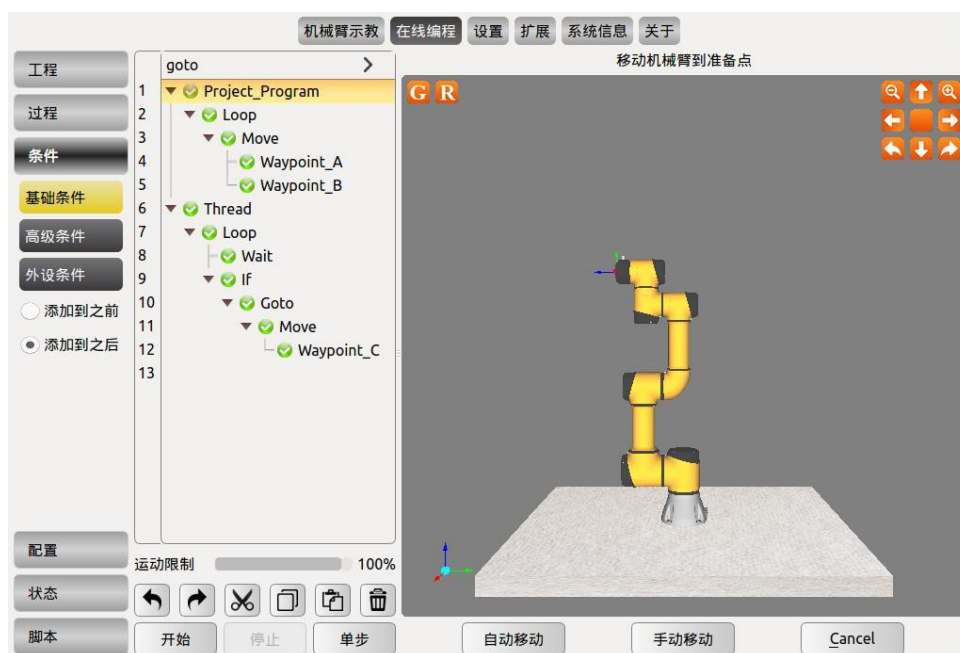 机械臂示教 在线编程 设置 扩展 系统信息 关于
移动机械臂到准备点
工程
过程
条件
基础条件
高级条件
外设条件
添加到之前
添加到之后
配置
状态
脚本
goto >
1 Project_Program
2 Loop
3 Move
4 Waypoint_A
5 Waypoint_B
6 Thread
7 Loop
8 Wait
9 If
10 Goto
11 Move
12 Waypoint_C
13
运动限制 100%
开始 停止 单步
G R
自动移动 手动移动 Cancel